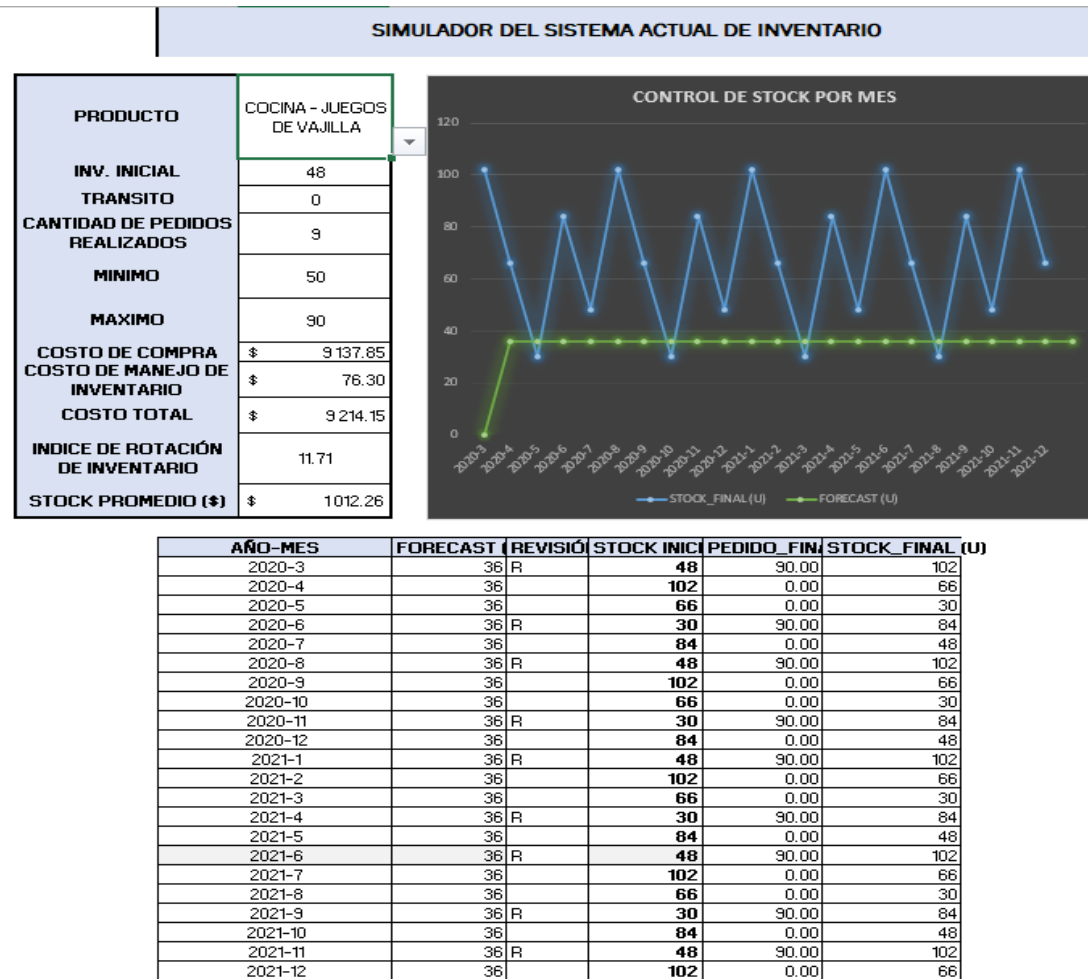 SIMULADOR DEL SISTEMA ACTUAL DE INVENTARIO
PRODUCTO
COCINA - JUEGOS
DE VAJILLA
INV. INICIAL 48
TRANSITO 0
CANTIDAD DE PEDIDOS
REALIZADOS
9
MINIMO 50
MAXIMO 90
COSTO DE COMPRA $ 9 137.85
COSTO DE MANEJO DE
INVENTARIO
$ 76.30
COSTO TOTAL $ 9 214.15
INDICE DE ROTACIÓN
DE INVENTARIO
11.71
STOCK PROMEDIO ($) $ 1 012.26
CONTROL DE STOCK POR MES
120
100
80
60
40
20
0
2020-3 2020-4 2020-5 2020-6 2020-7 2020-8 2020-9 2020-10 2020-11 2020-12 2021-1 2021-2 2021-3 2021-4 2021-5 2021-6 2021-7 2021-8 2021-9 2021-10 2021-11 2021-12
STOCK_FINAL (U) FORECAST (U)
AÑO-MES FORECAST ( REVISIÓ STOCK INICI PEDIDO_FIN STOCK_FINAL (U)
2020-3 36 R 48 90.00 102
2020-4 36 102 0.00 66
2020-5 36 66 0.00 30
2020-6 36 R 30 90.00 84
2020-7 36 84 0.00 48
2020-8 36 R 48 90.00 102
2020-9 36 102 0.00 66
2020-10 36 66 0.00 30
2020-11 36 R 30 90.00 84
2020-12 36 84 0.00 48
2021-1 36 R 48 90.00 102
2021-2 36 102 0.00 66
2021-3 36 66 0.00 30
2021-4 36 R 30 90.00 84
2021-5 36 84 0.00 48
2021-6 36 R 48 90.00 102
2021-7 36 102 0.00 66
2021-8 36 66 0.00 30
2021-9 36 R 30 90.00 84
2021-10 36 84 0.00 48
2021-11 36 R 48 90.00 102
2021-12 36 102 0.00 66